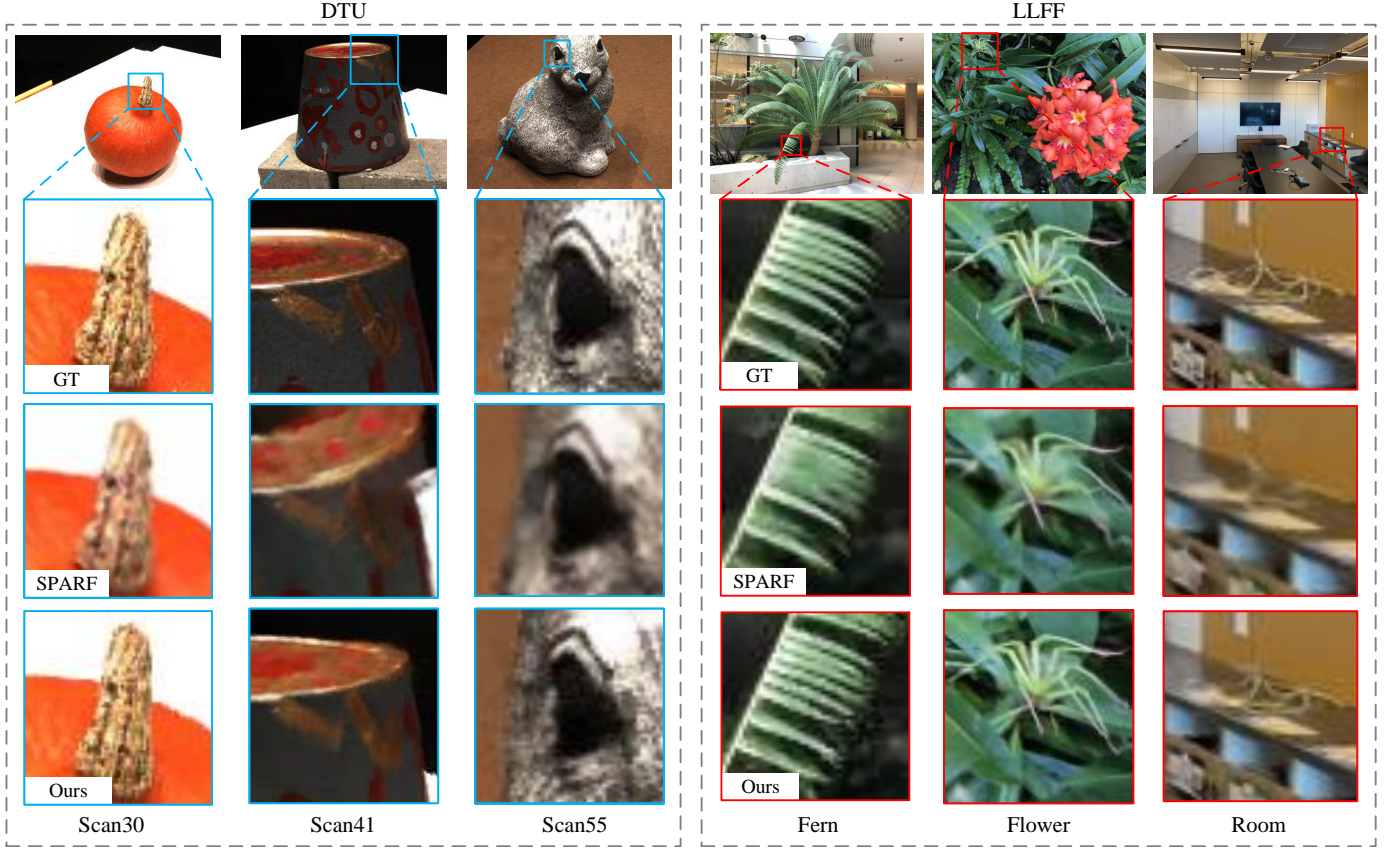 DTU
LLFF
GT
GT
SPARF
SPARF
Ours
Ours
Scan30
Scan41
Scan55
Fern
Flower
Room